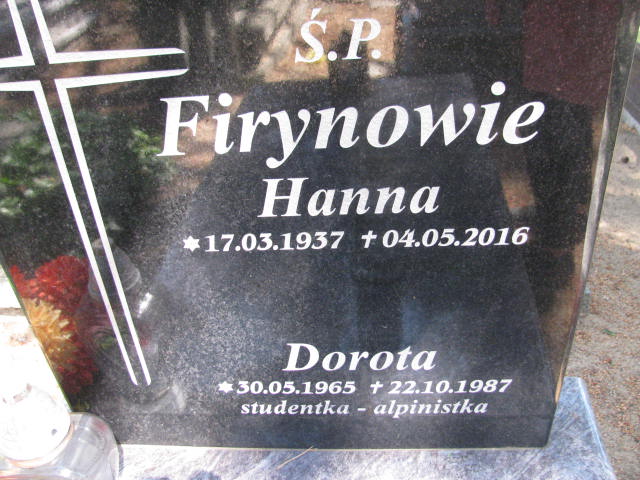 Ś.P.
Firynowie
Hanna
✶17.03.1937 ✝04.05.2016
Dorota
✶30.05.1965 ✝22.10.1987
studentka - alpinistka